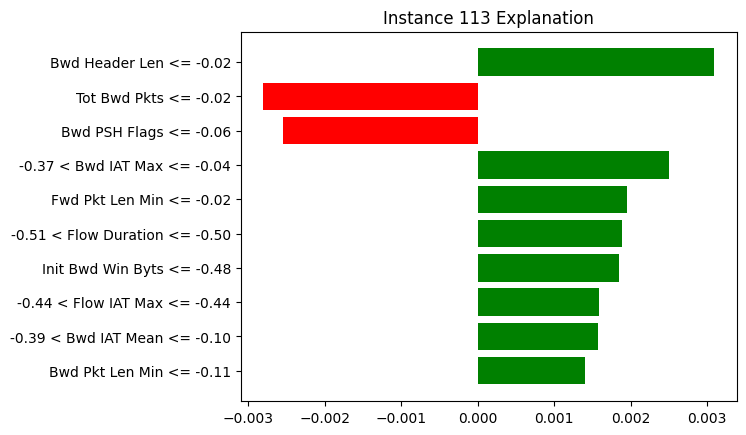 Instance 113 Explanation
Bwd Header Len <= -0.02
Tot Bwd Pkts <= -0.02
Bwd PSH Flags <= -0.06
-0.37 < Bwd IAT Max <= -0.04
Fwd Pkt Len Min <= -0.02
-0.51 < Flow Duration <= -0.50
Init Bwd Win Byts <= -0.48
-0.44 < Flow IAT Max <= -0.44
-0.39 < Bwd IAT Mean <= -0.10
Bwd Pkt Len Min <= -0.11
−0.003 −0.002 −0.001 0.000 0.001 0.002 0.003